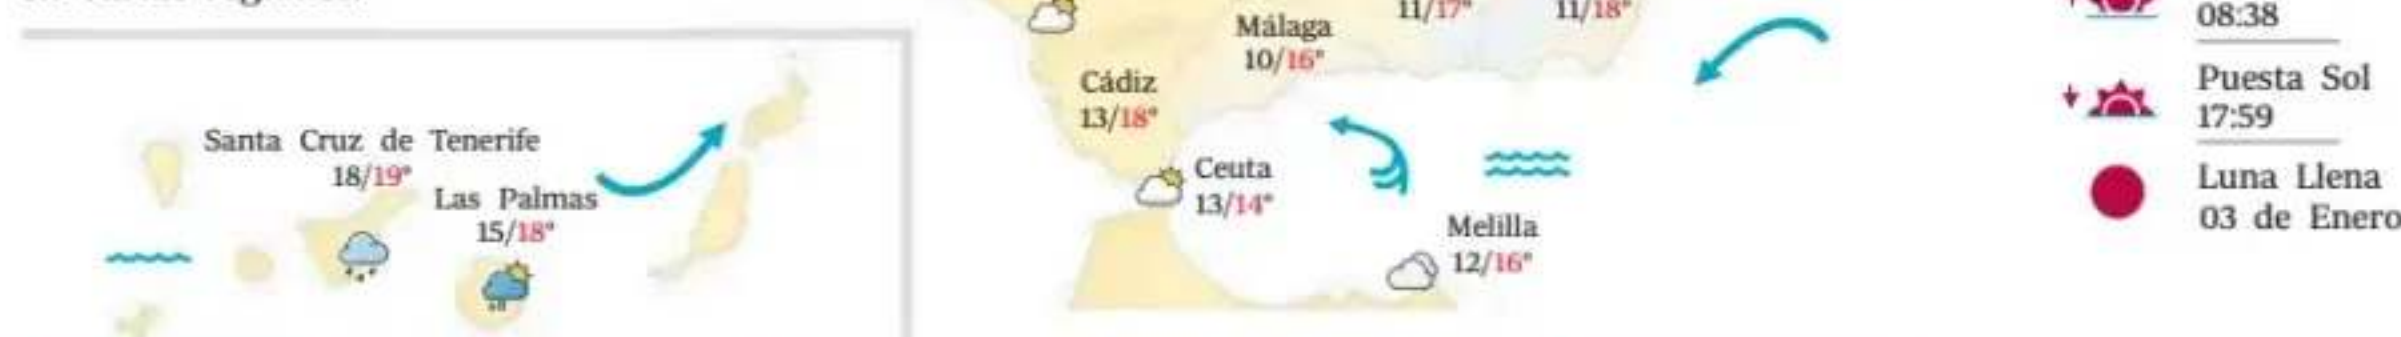 11/17°
11/18°
Málaga
10/16°
Cádiz
13/18°
Santa Cruz de Tenerife
18/19°
Las Palmas
15/18°
Ceuta
13/14°
Melilla
12/16°
08:38
Puesta Sol
17:59
Luna Llena
03 de Enero